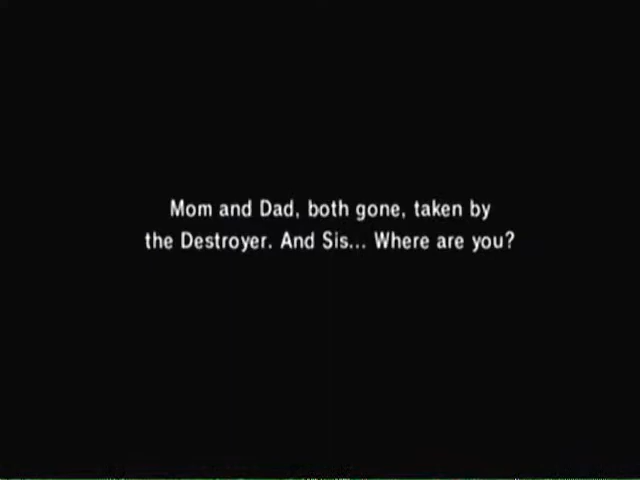 Mom and Dad, both gone, taken by
the Destroyer. And Sis... Where are you?